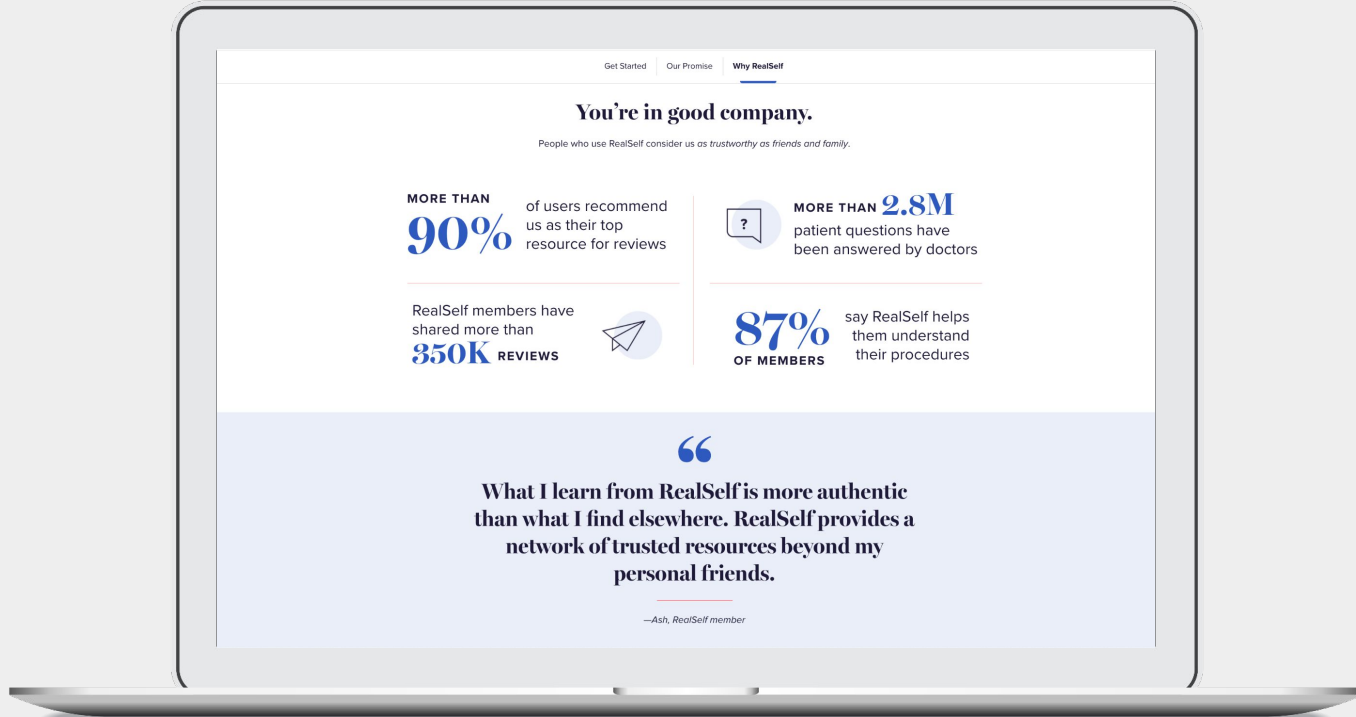 Get Started
Our Promise
Why RealSelf
You’re in good company.
People who use RealSelf consider us as trustworthy as friends and family.
MORE THAN
90%
of users recommend
us as their top
resource for reviews
?
MORE THAN 2.8M
patient questions have
been answered by doctors
RealSelf members have
shared more than
350K REVIEWS
87%
OF MEMBERS
say RealSelf helps
them understand
their procedures
“
What I learn from RealSelf is more authentic
than what I find elsewhere. RealSelf provides a
network of trusted resources beyond my
personal friends.
—Ash, RealSelf member